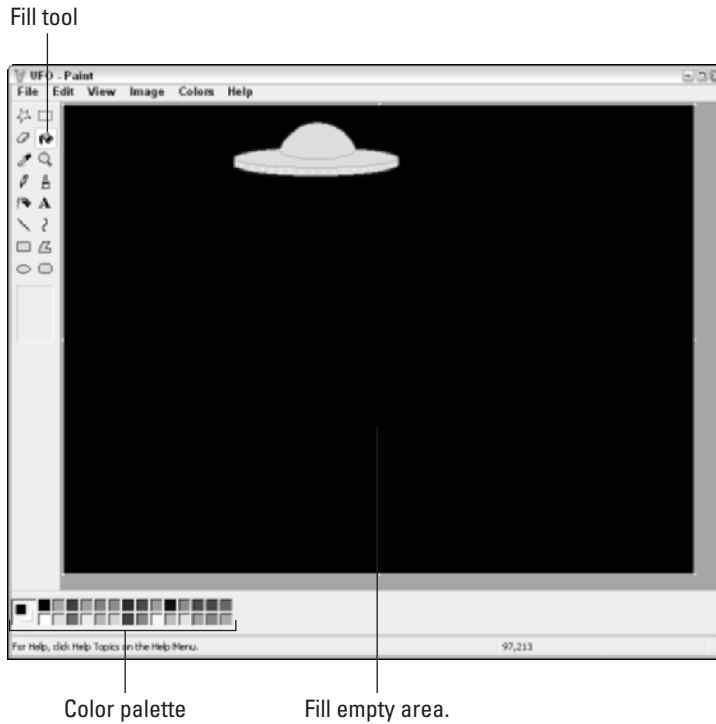 Fill tool
UFO - Paint
File Edit View Image Colors Help
A
For Help, click Help Topics on the Help Menu.
97,213
Color palette
Fill empty area.